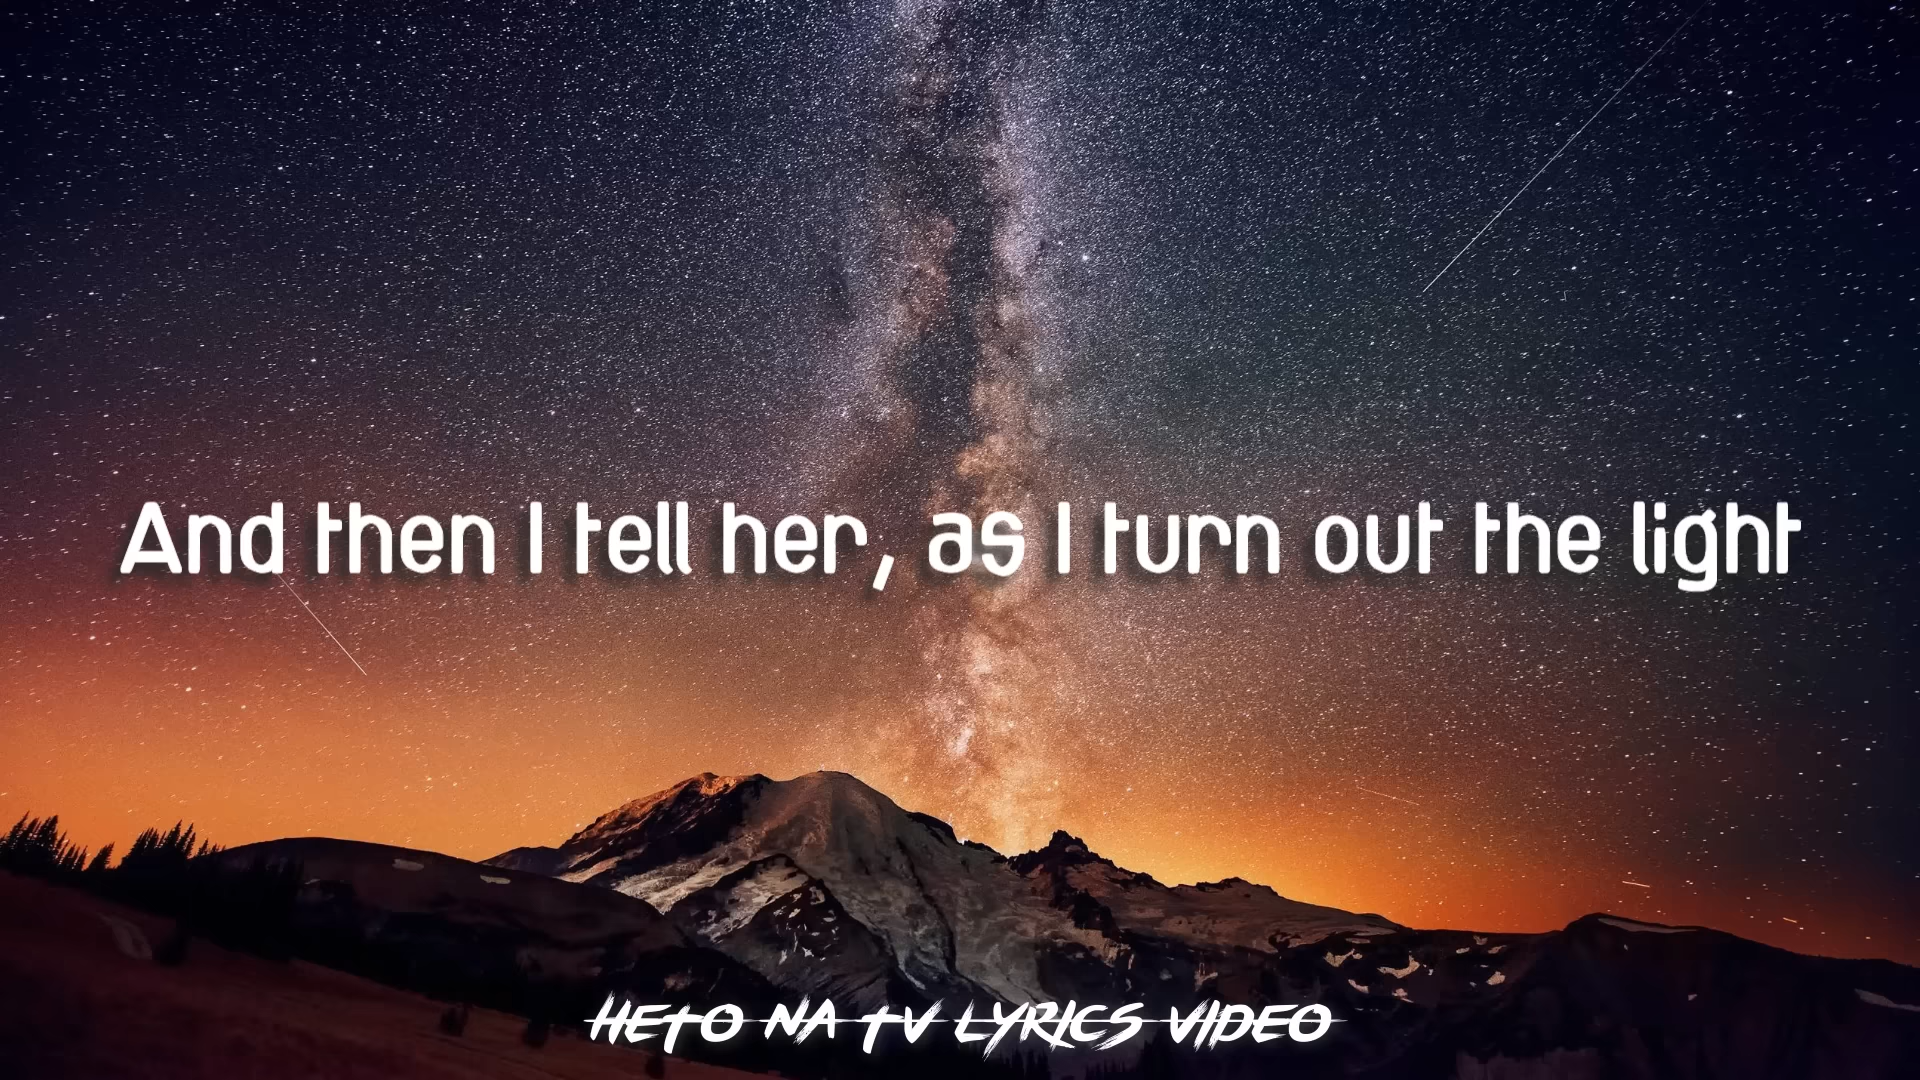 And then I tell her, as I turn out the light
HETO NA TV LYRICS VIDEO